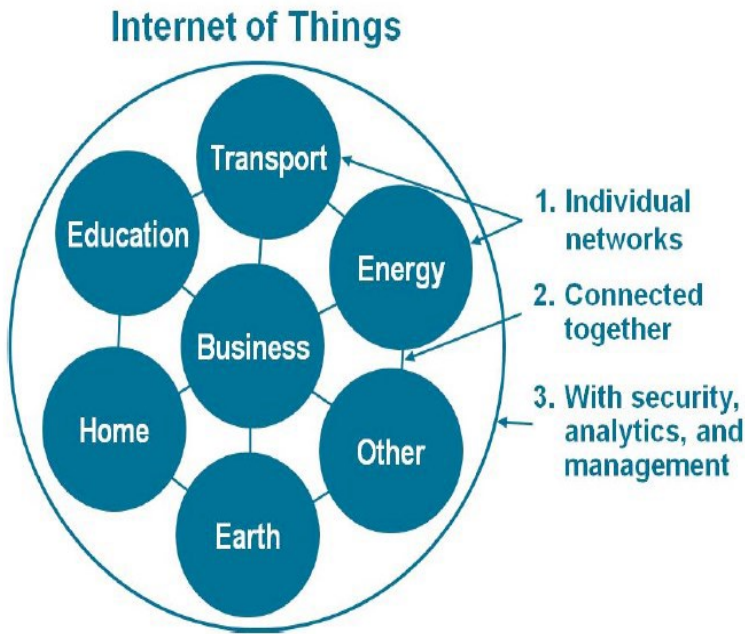 Internet of Things
Transport
Education
Energy
Business
Home
Other
Earth
1. Individual
networks
2. Connected
together
3. With security,
analytics, and
management